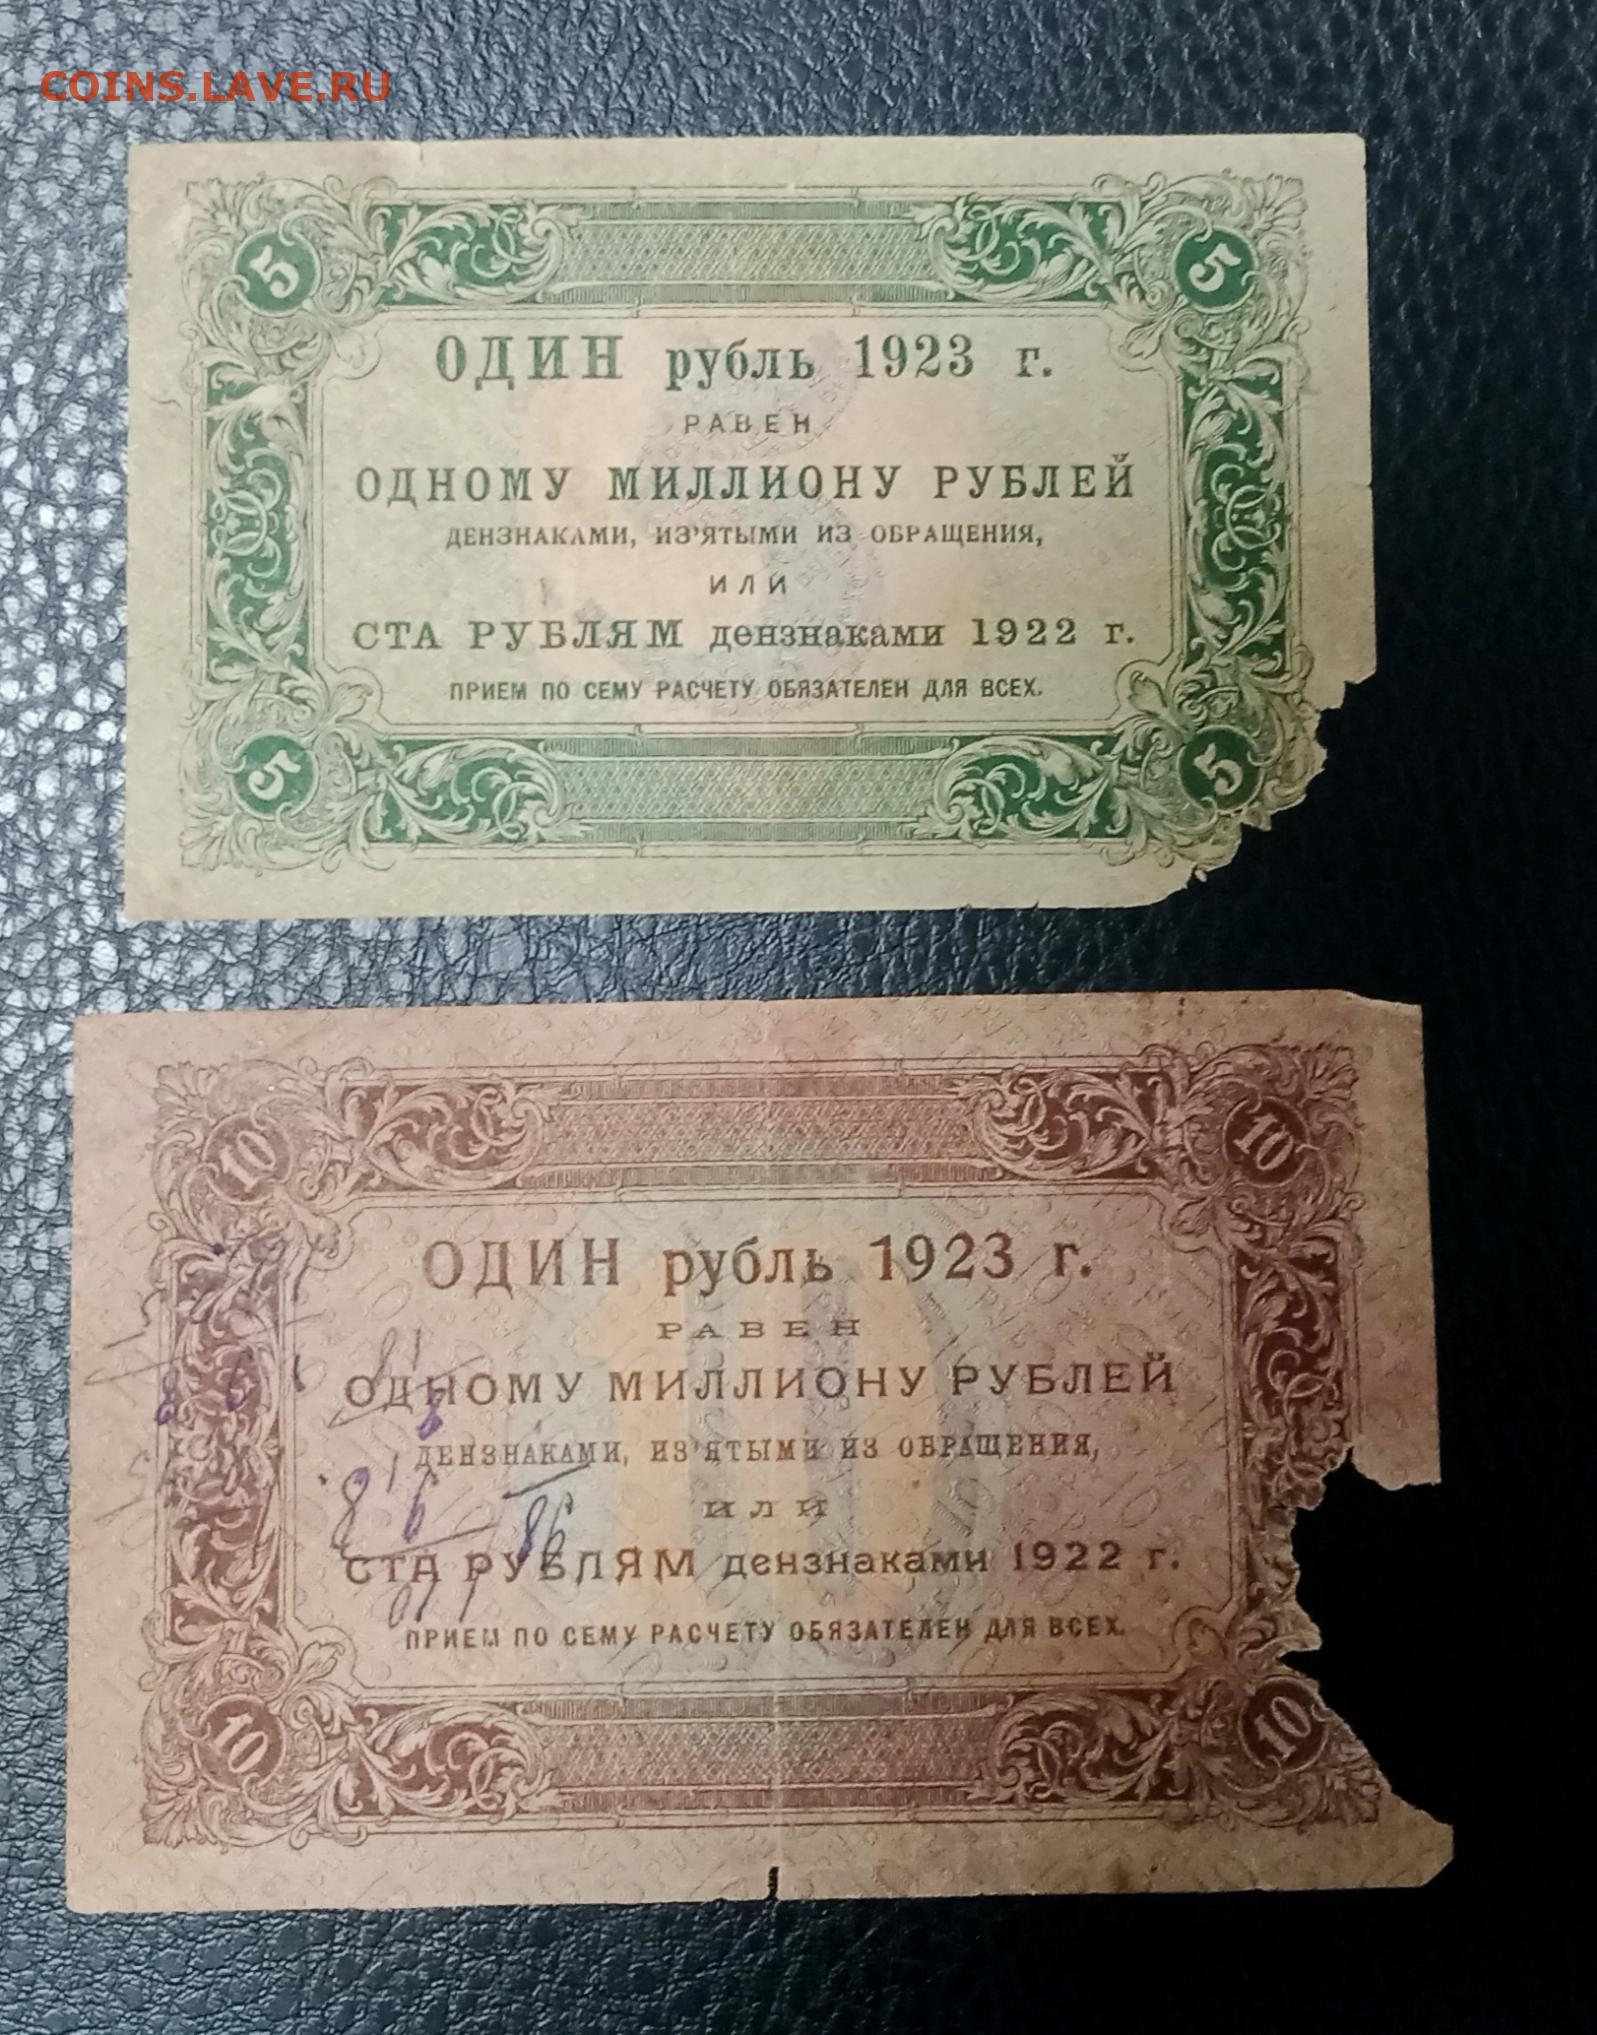 COINS.LAVE.RU
5 5
ОДИН рубль 1923 г.
РАВЕН
ОДНОМУ МИЛЛИОНУ РУБЛЕЙ
ДЕНЗНАКАМИ, ИЗ'ЯТЫМИ ИЗ ОБРАЩЕНИЯ,
ИЛИ
СТА РУБЛЯМ дензнаками 1922 г.
ПРИЕМ ПО СЕМУ РАСЧЕТУ ОБЯЗАТЕЛЕН ДЛЯ ВСЕХ.
5 5
10 10
ОДИН рубль 1923 г.
РАВЕН
ОДНОМУ МИЛЛИОНУ РУБЛЕЙ
ДЕНЗНАКАМИ, ИЗ'ЯТЫМИ ИЗ ОБРАЩЕНИЯ,
ИЛИ
СТА РУБЛЯМ дензнаками 1922 г.
ПРИЕМ ПО СЕМУ РАСЧЕТУ ОБЯЗАТЕЛЕН ДЛЯ ВСЕХ.
10 10